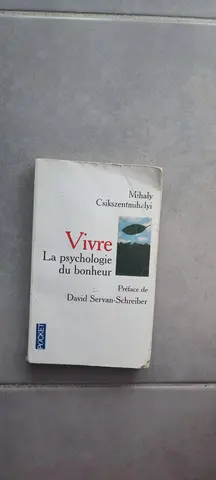 Mihaly
Csikszentmihalyi
Vivre
La psychologie
du bonheur
Préface de
David Servan-Schreiber
POCKET